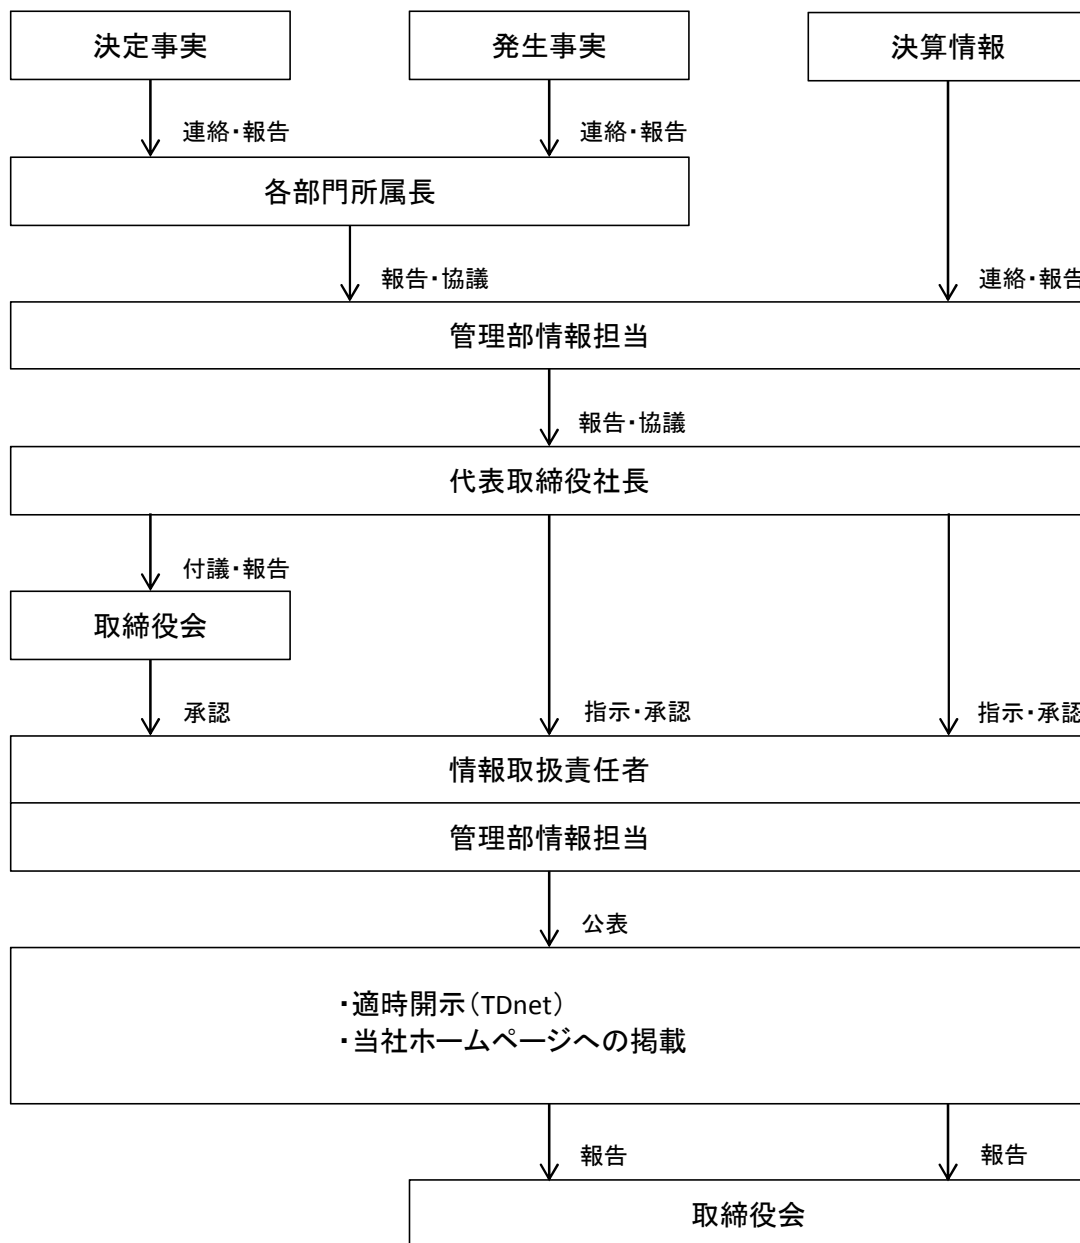 決定事実
発生事実
決算情報
連絡・報告
連絡・報告
各部門所属長
報告・協議
連絡・報告
管理部情報担当
報告・協議
代表取締役社長
付議・報告
取締役会
承認
指示・承認
指示・承認
情報取扱責任者
管理部情報担当
公表
・適時開示（TDnet）
・当社ホームページへの掲載
報告
報告
取締役会